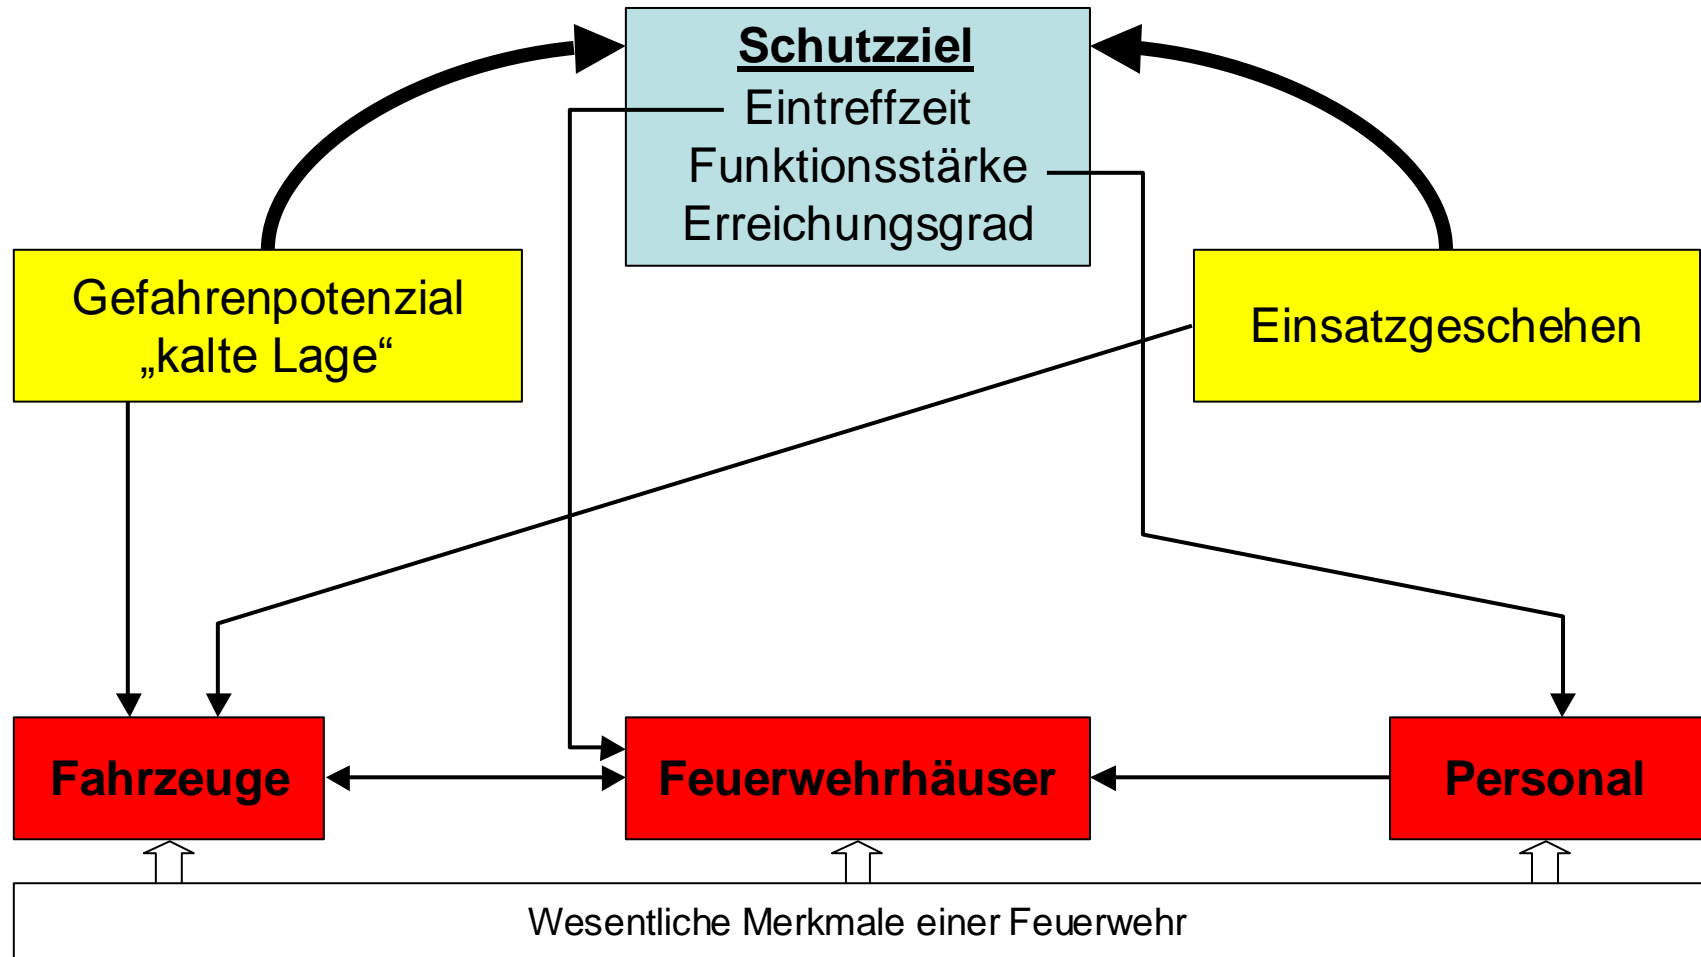 Schutzziel
Eintreffzeit
Funktionsstärke
Erreichungsgrad
Gefahrenpotenzial
„kalte Lage“
Einsatzgeschehen
Fahrzeuge
Feuerwehrhäuser
Personal
Wesentliche Merkmale einer Feuerwehr